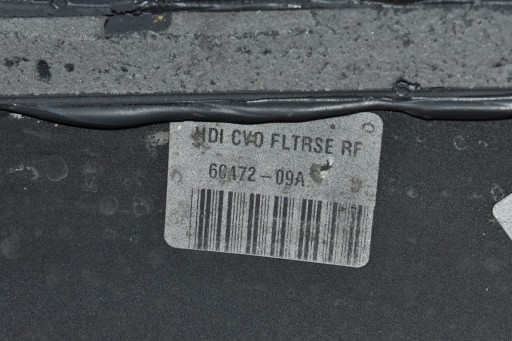 HDI CVO FLTRSE RF
60472-09A